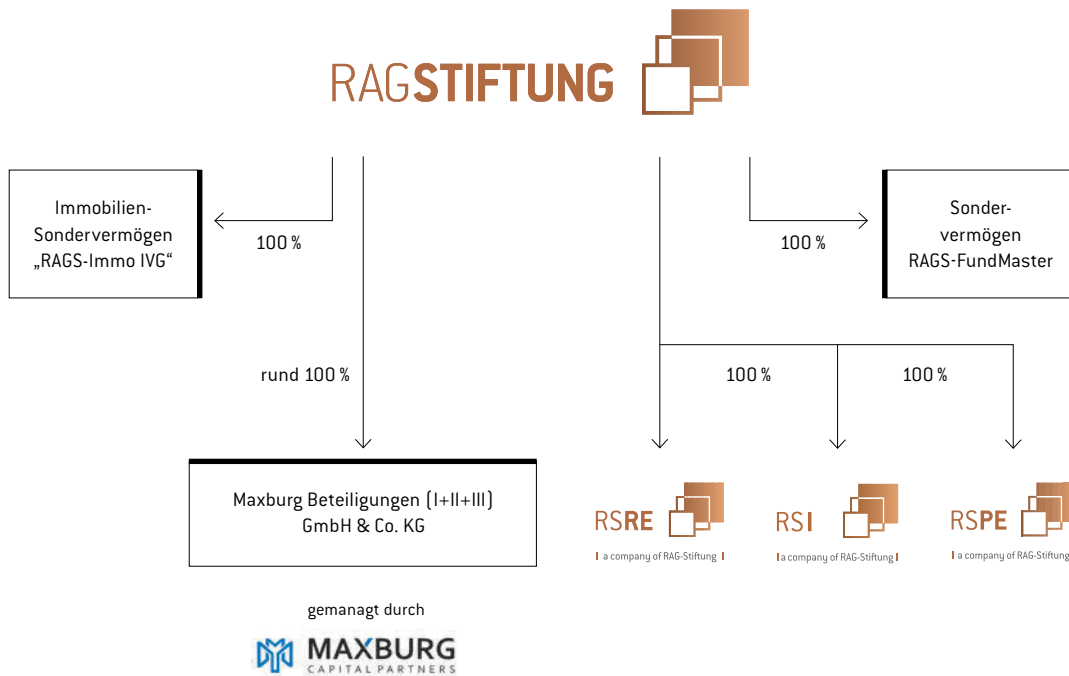 RAGSTIFTUNG
Immobilien-
Sondervermögen
„RAGS-Immo IVG“
100 %
100 %
Sonder-
vermögen
RAGS-FundMaster
rund 100 %
100 %
100 %
Maxburg Beteiligungen (I+II+III)
GmbH & Co. KG
RSRE
a company of RAG-Stiftung
RSI
a company of RAG-Stiftung
RSPE
a company of RAG-Stiftung
gemanagt durch
MAXBURG
CAPITAL PARTNERS